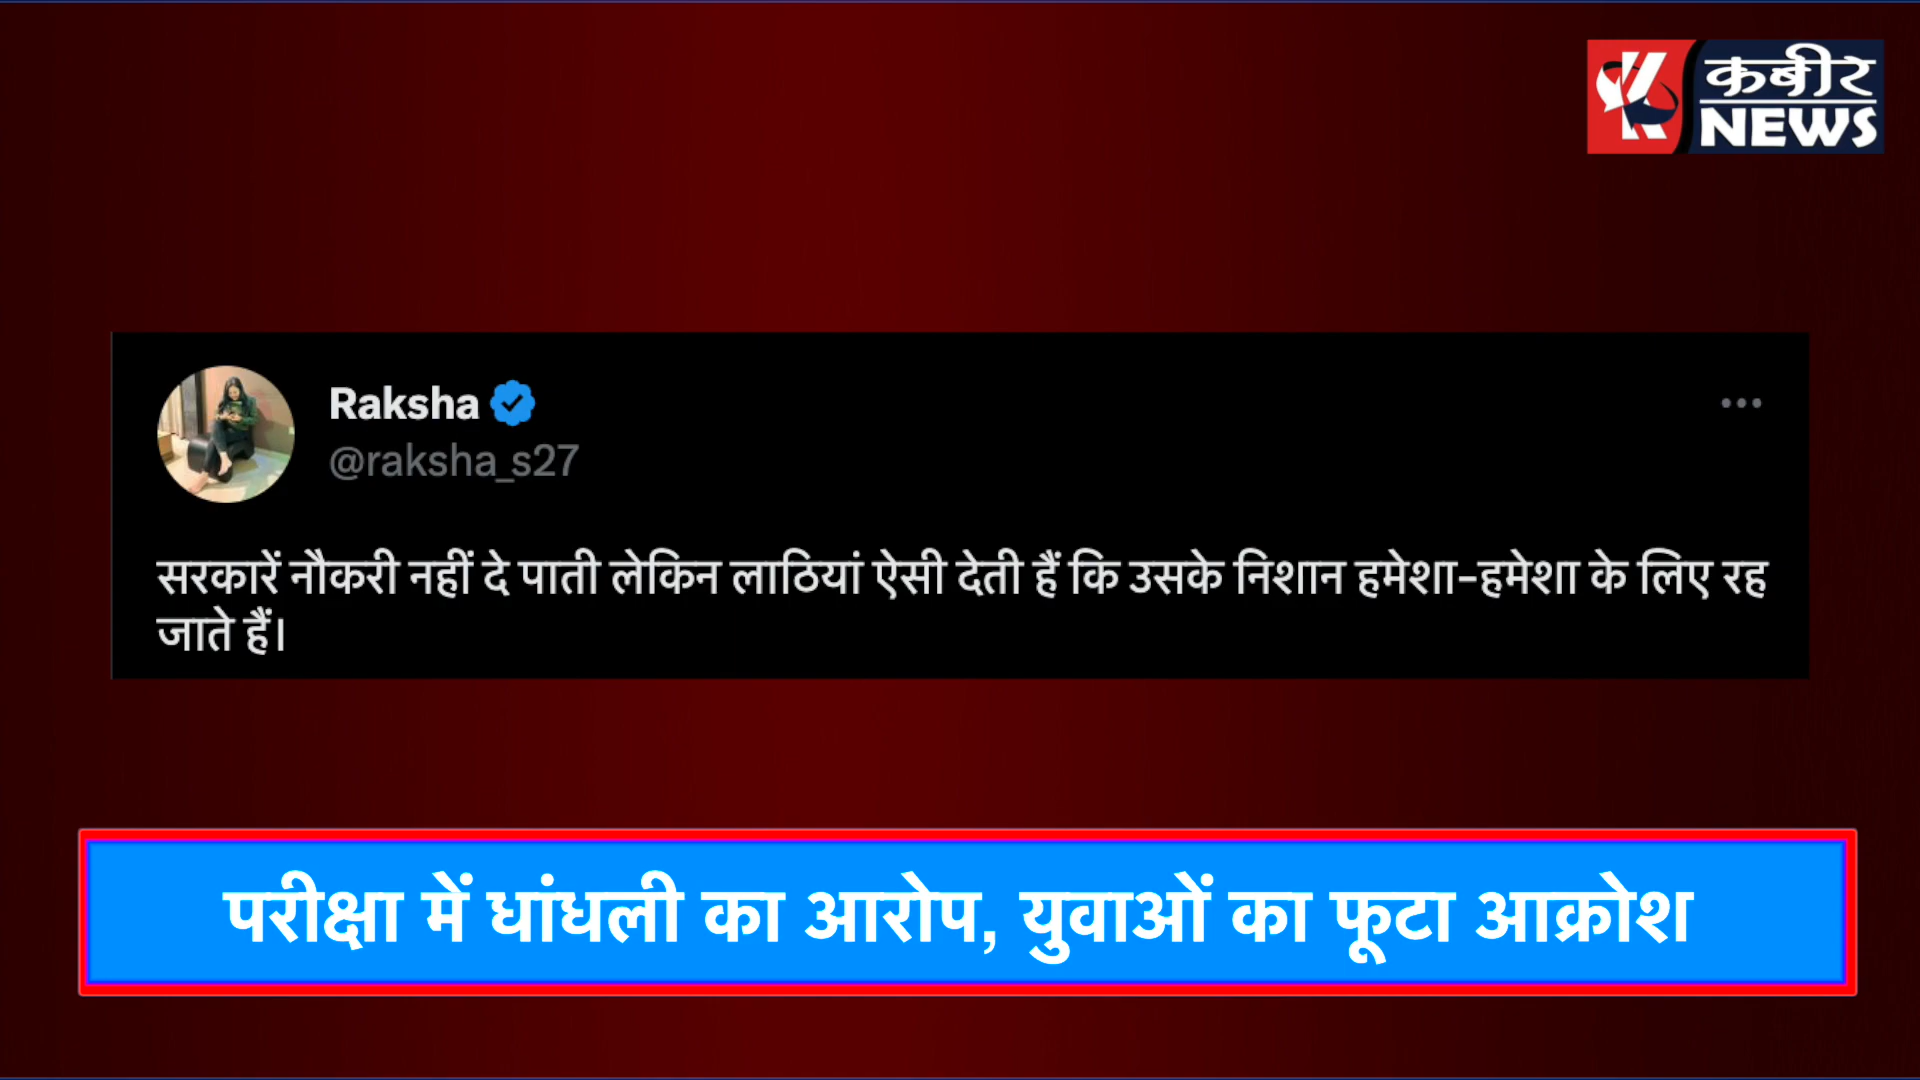 कबीर
NEWS
Raksha
@raksha_s27
सरकारें नौकरी नहीं दे पाती लेकिन लाठियां ऐसी देती हैं कि उसके निशान हमेशा-हमेशा के लिए रह
जाते हैं।
परीक्षा में धांधली का आरोप, युवाओं का फूटा आक्रोश